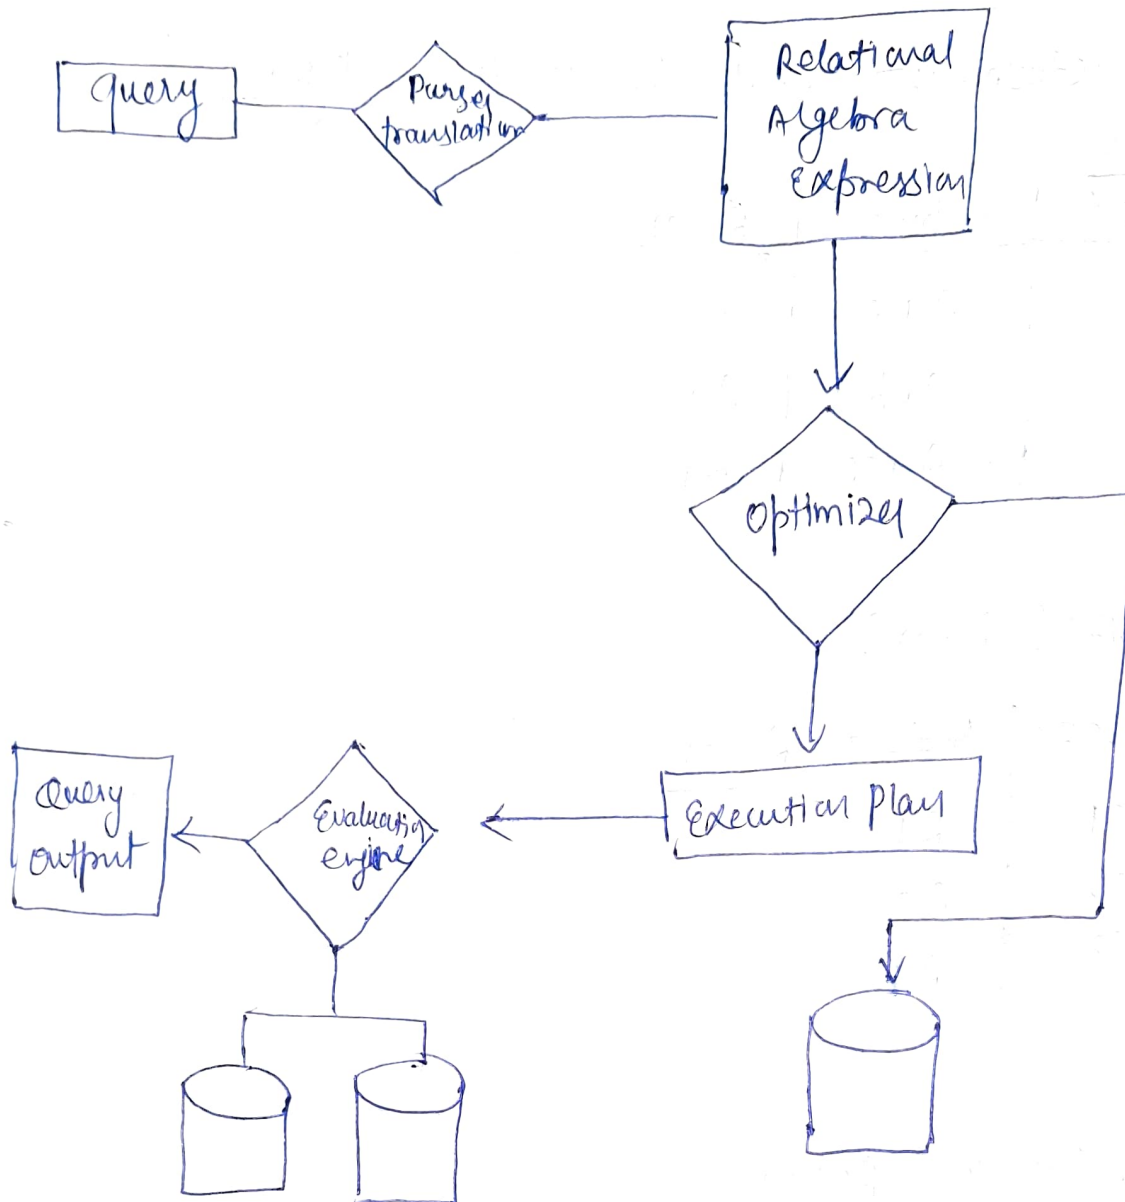 Query
Parser
translation
Relational
Algebra
Expression
Optimizer
Execution Plan
Evaluation
engine
Query
output